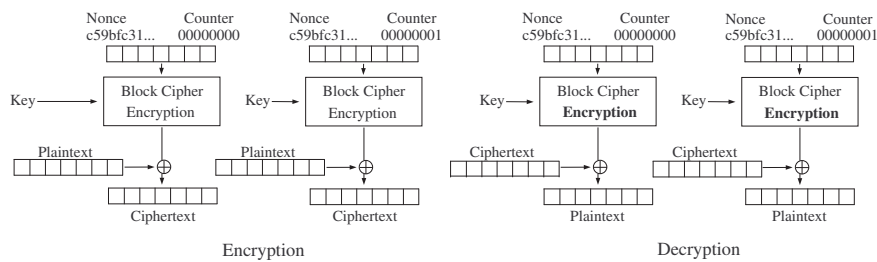 Nonce Counter Nonce Counter Nonce Counter Nonce Counter
c59bfc31... 00000000 c59bfc31... 00000001 c59bfc31... 00000000 c59bfc31... 00000001
Block Cipher Block Cipher Block Cipher Block Cipher
Key Key Key Key
Encryption Encryption Encryption Encryption
Plaintext Plaintext Ciphertext Ciphertext
Ciphertext Ciphertext Plaintext Plaintext
Encryption Decryption